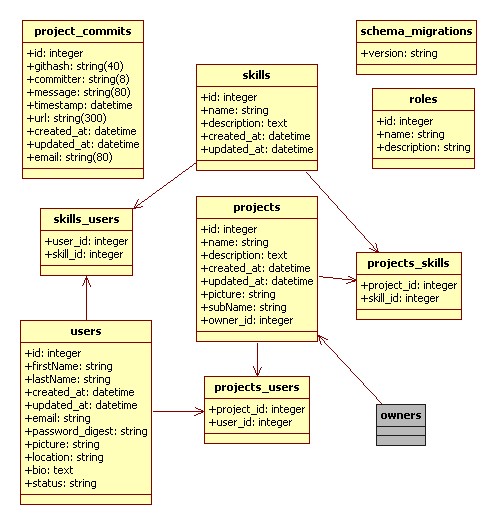 project_commits
+id: integer
+githash: string(40)
+committer: string(8)
+message: string(80)
+timestamp: datetime
+url: string(300)
+created_at: datetime
+updated_at: datetime
+email: string(80)
schema_migrations
+version: string
skills
+id: integer
+name: string
+description: text
+created_at: datetime
+updated_at: datetime
roles
+id: integer
+name: string
+description: string
skills_users
+user_id: integer
+skill_id: integer
projects
+id: integer
+name: string
+description: text
+created_at: datetime
+updated_at: datetime
+picture: string
+subName: string
+owner_id: integer
projects_skills
+project_id: integer
+skill_id: integer
users
+id: integer
+firstName: string
+lastName: string
+created_at: datetime
+updated_at: datetime
+email: string
+password_digest: string
+picture: string
+location: string
+bio: text
+status: string
projects_users
+project_id: integer
+user_id: integer
owners